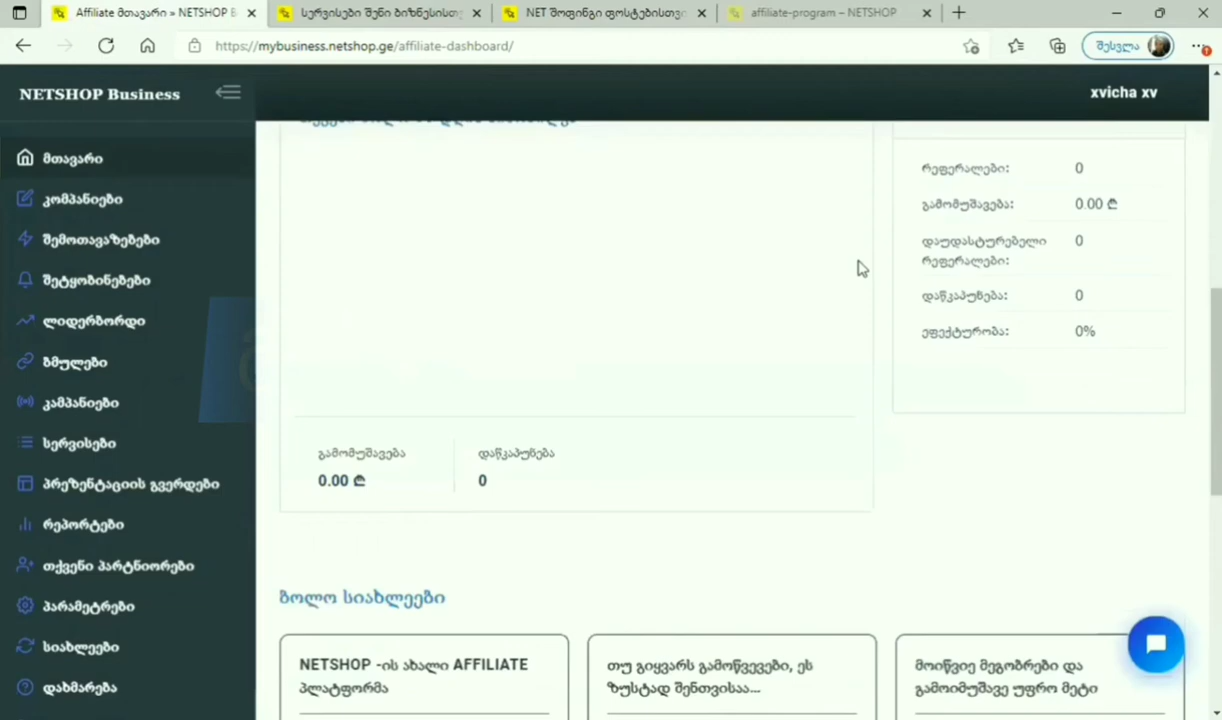 Affiliate მთავარი » NETSHOP B
სერვისები შენი ბიზნესისთ
NET შოფინგი ფოსტებისთვი
affiliate-program – NETSHOP
https://mybusiness.netshop.ge/affiliate-dashboard/
შესვლა
NETSHOP Business
xvicha xv
მთავარი
კომპანიები
შემოთავაზებები
შეტყობინებები
ლიდერბორდი
ბმულები
კამპანიები
სერვისები
პრეზენტაციის გვერდები
რეპორტები
თქვენი პარტნიორები
პარამეტრები
სიახლეები
დახმარება
რეფერალები: 0
გამომუშავება: 0.00 ₾
დაუდასტურებელი 0
რეფერალები:
დაწკაპუნება: 0
ეფექტურობა: 0%
გამომუშავება დაწკაპუნება
0.00 ₾ 0
ბოლო სიახლეები
NETSHOP -ის ახალი AFFILIATE
პლატფორმა
თუ გიყვარს გამოწვევები, ეს
ზუსტად შენთვისაა...
მოიწვიე მეგობრები და
გამოიმუშავე უფრო მეტი